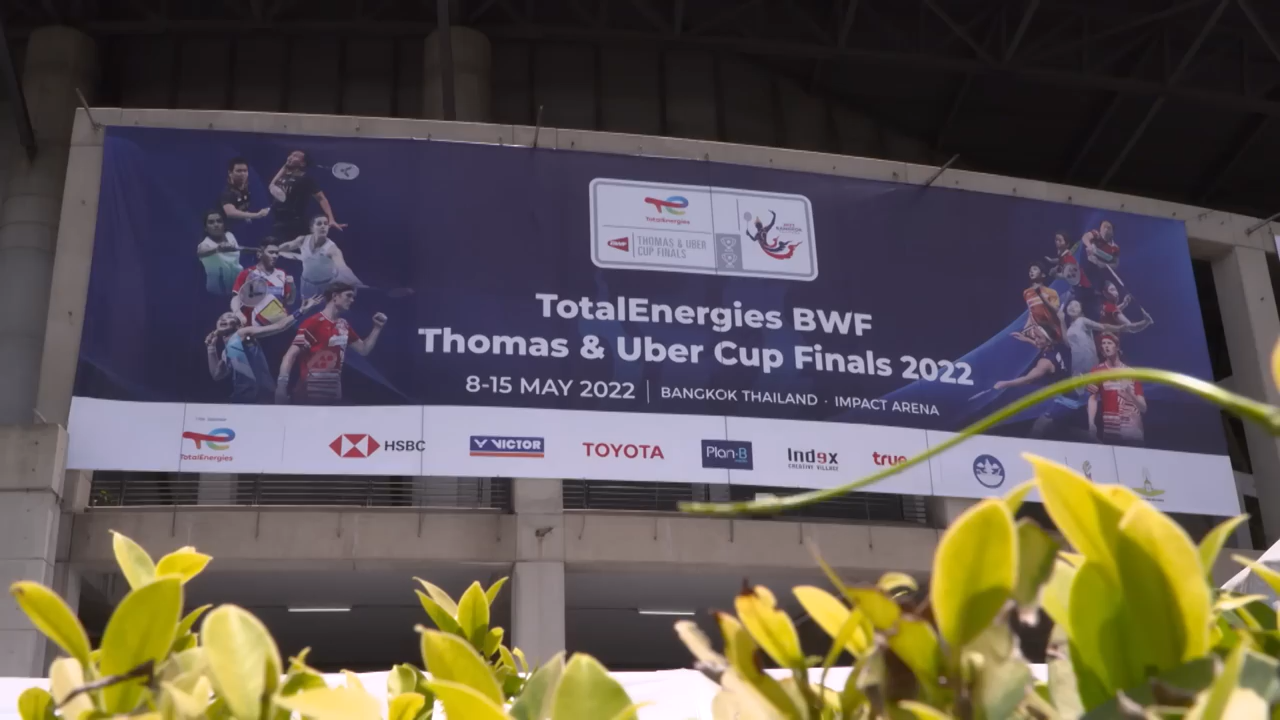 TotalEnergies
BWF
THOMAS & UBER
CUP FINALS
TotalEnergies BWF
Thomas & Uber Cup Finals 2022
8-15 MAY 2022 | BANGKOK THAILAND · IMPACT ARENA
TotalEnergies
HSBC
VICTOR
TOYOTA
Plan·B
Index
CREATIVE VILLAGE
true